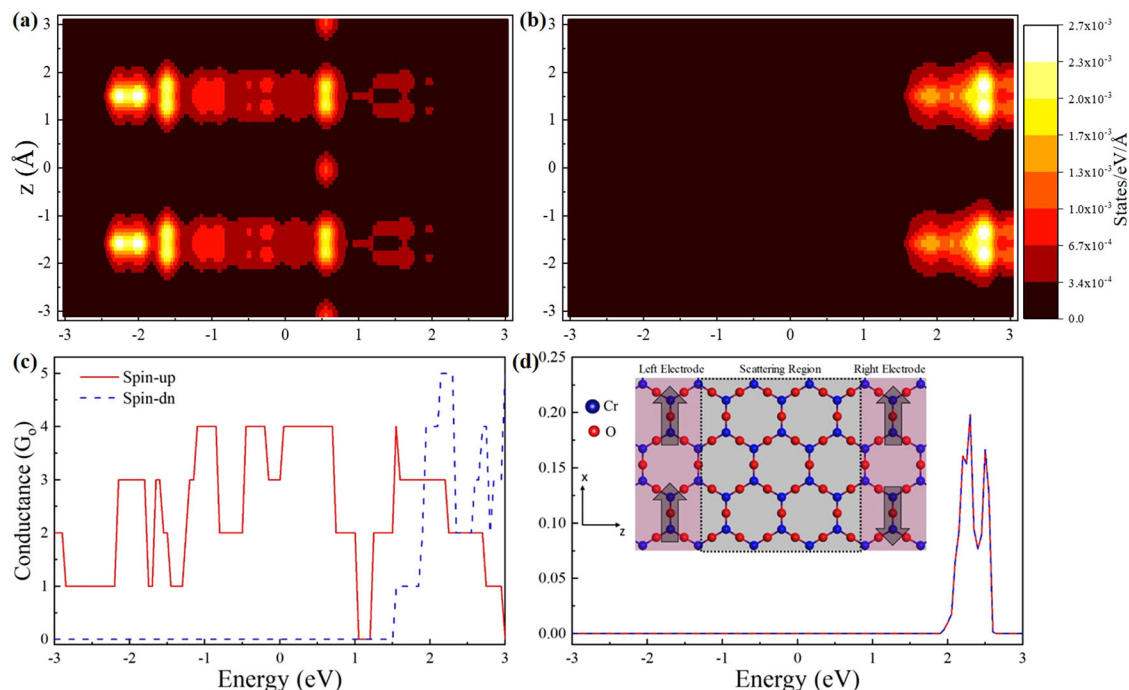 (a)
3
2
1
0
-1
-2
-3
z (Å)
-3 -2 -1 0 1 2 3
(b)
-3 -2 -1 0 1 2 3
2.7x10-3
2.3x10-3
2.0x10-3
1.7x10-3
1.3x10-3
1.0x10-3
6.7x10-4
3.4x10-4
0.0
States/eV/Å
(c)
5
4
3
2
1
0
Conductance (Go)
Spin-up
Spin-dn
-3 -2 -1 0 1 2 3
Energy (eV)
(d)
0.25
0.20
0.15
0.10
0.05
0.00
Left Electrode Scattering Region Right Electrode
Cr
O
x
z
-3 -2 -1 0 1 2 3
Energy (eV)